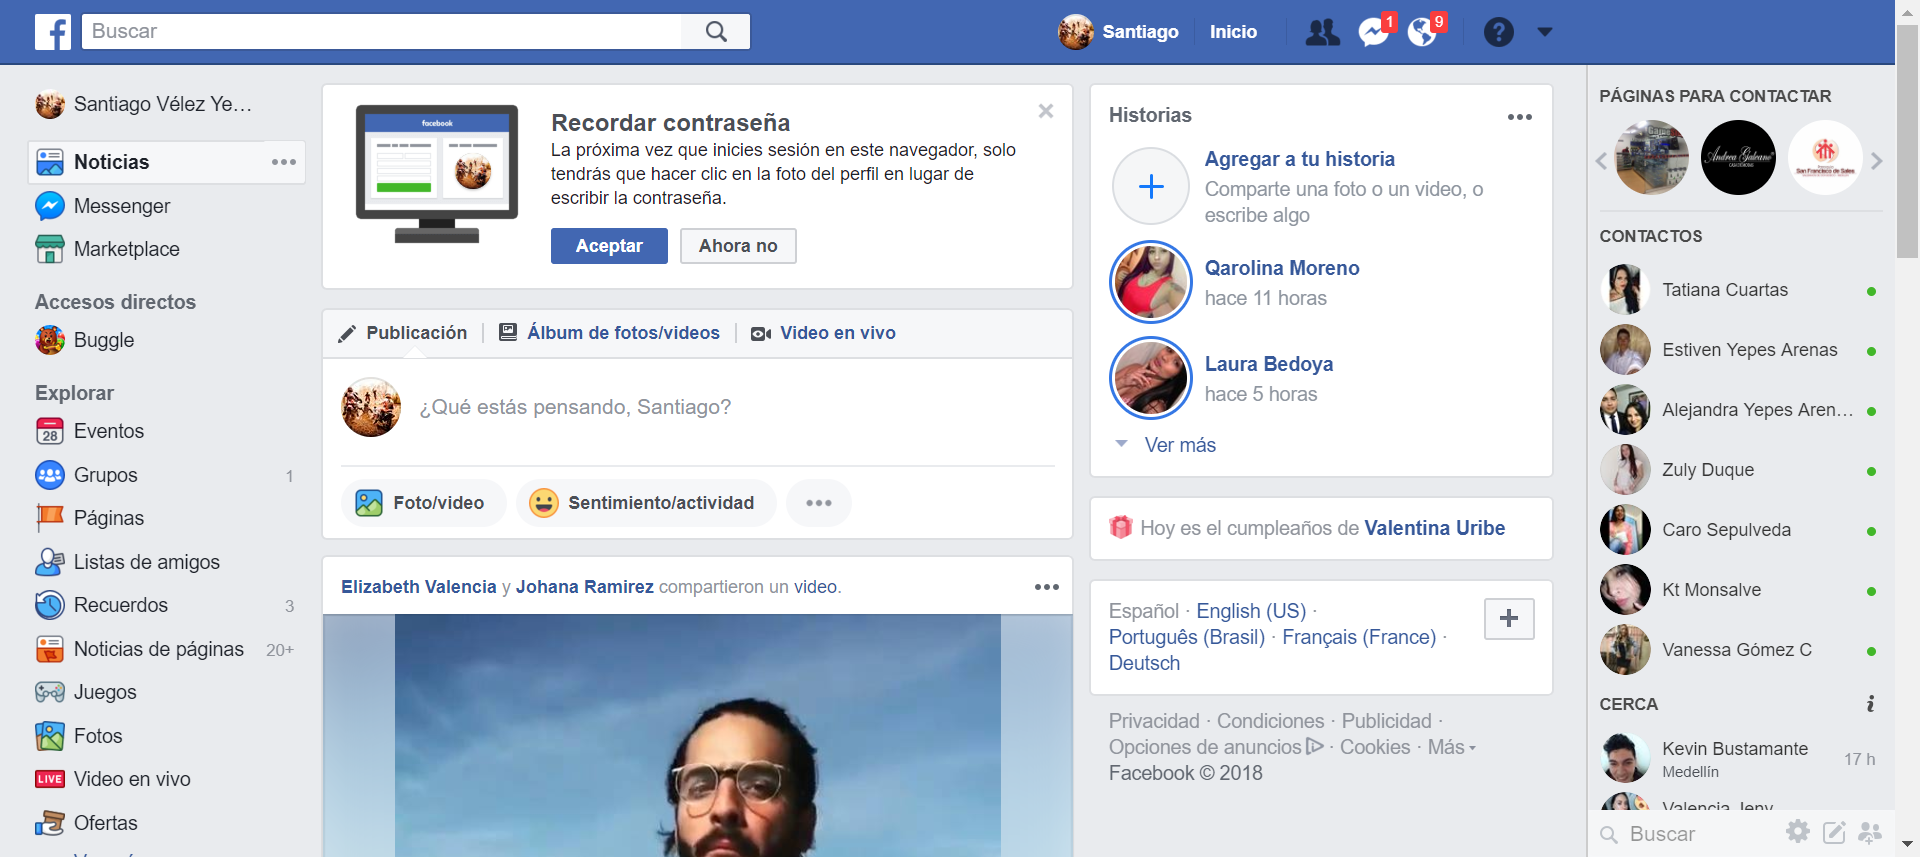 Buscar
Santiago
Inicio
1
9
Santiago Vélez Ye...
Noticias
Messenger
Marketplace
Accesos directos
Buggle
Explorar
28
Eventos
Grupos 1
Páginas
Listas de amigos
Recuerdos 3
Noticias de páginas 20+
Juegos
Fotos
LIVE Video en vivo
Ofertas
facebook
Recordar contraseña
La próxima vez que inicies sesión en este navegador, solo
tendrás que hacer clic en la foto del perfil en lugar de
escribir la contraseña.
Aceptar
Ahora no
Publicación
Álbum de fotos/videos
Video en vivo
¿Qué estás pensando, Santiago?
Foto/video
Sentimiento/actividad
Elizabeth Valencia y Johana Ramirez compartieron un video.
Historias
Agregar a tu historia
Comparte una foto o un video, o
escribe algo
Qarolina Moreno
hace 11 horas
Laura Bedoya
hace 5 horas
Ver más
Hoy es el cumpleaños de Valentina Uribe
Español · English (US) ·
Português (Brasil) · Français (France) ·
Deutsch
Privacidad · Condiciones · Publicidad ·
Opciones de anuncios · Cookies · Más
Facebook © 2018
PÁGINAS PARA CONTACTAR
Andrea Galeano
San Francisco de Sales
CONTACTOS
Tatiana Cuartas
Estiven Yepes Arenas
Alejandra Yepes Aren...
Zuly Duque
Caro Sepulveda
Kt Monsalve
Vanessa Gómez C
CERCA
Kevin Bustamante
Medellín
17 h
Valencia Jeny
Buscar